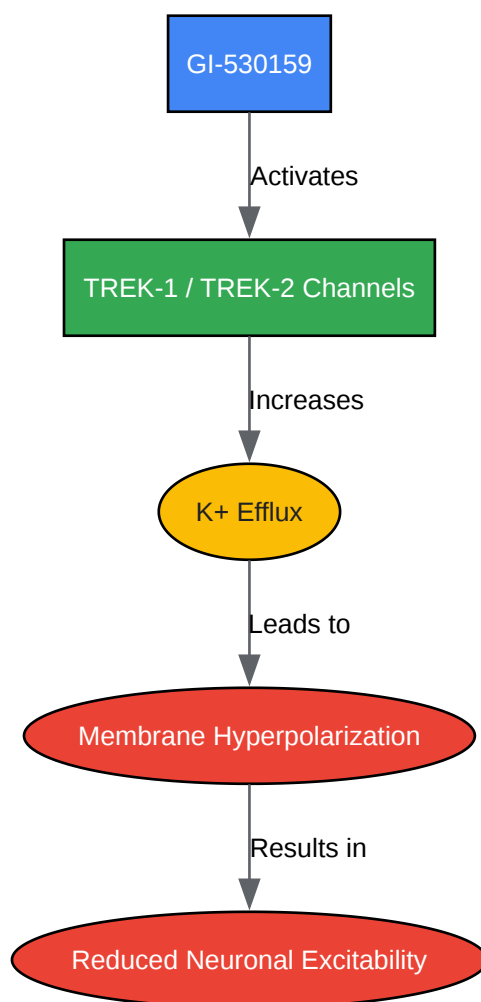 GI-530159
Activates
TREK-1 / TREK-2 Channels
Increases
K+ Efflux
Leads to
Membrane Hyperpolarization
Results in
Reduced Neuronal Excitability